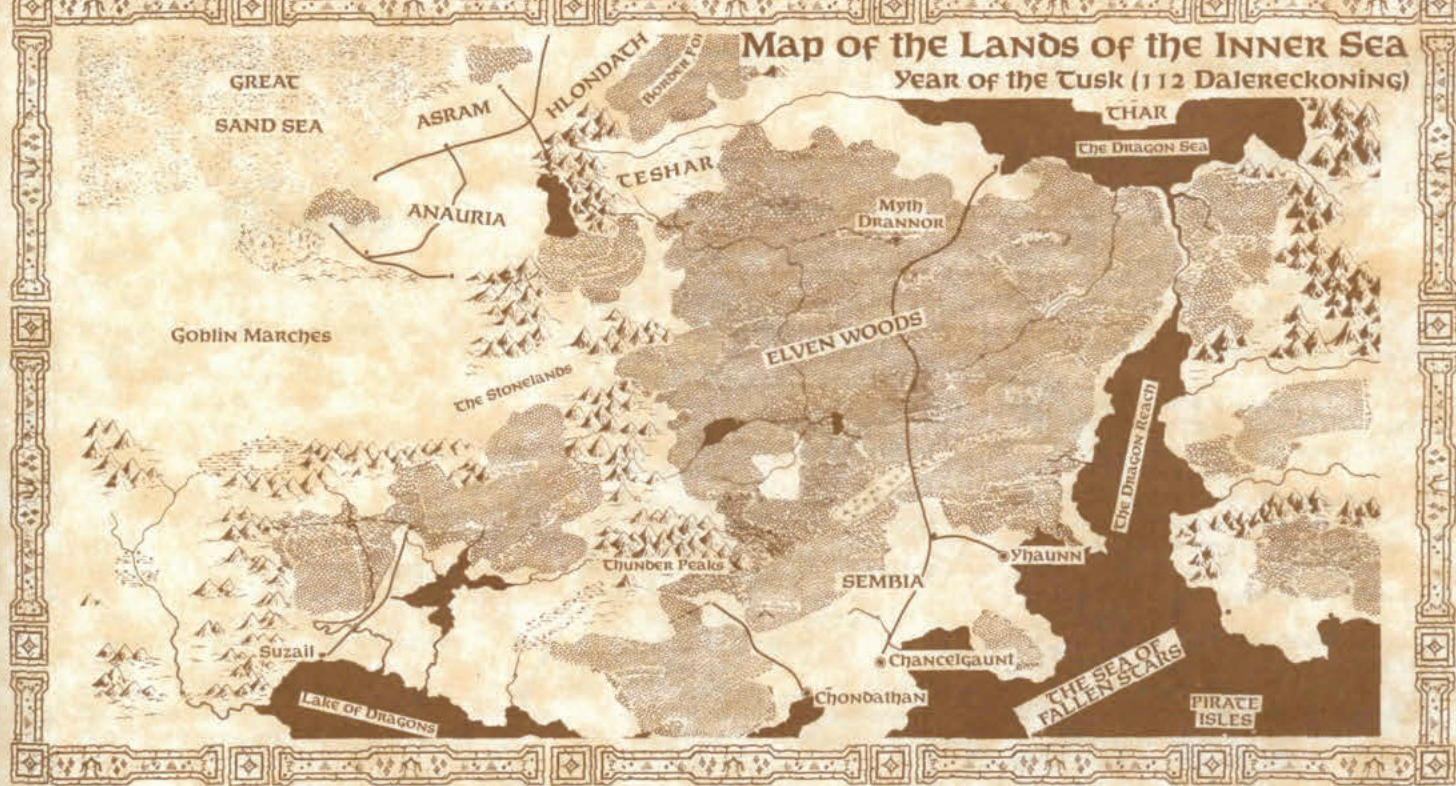 Map of the Lands of the Inner Sea
Year of the Tusk (112 Dalereckoning)
GREAT
SAND SEA
ASRAM
HLONDATH
BORDER FO
THAR
The Dragon Sea
TESHAR
ANAURIA
Myth
Drannor
Goblin Marches
ELVEN WOODS
The Stonelands
The Dragon Reach
Thunder Peaks
Yhaunn
SEMBIA
Suzail
Chancelgaunt
Lake of Dragons
Chondathan
THE SEA OF
FALLEN SCARS
PIRATE
ISLES